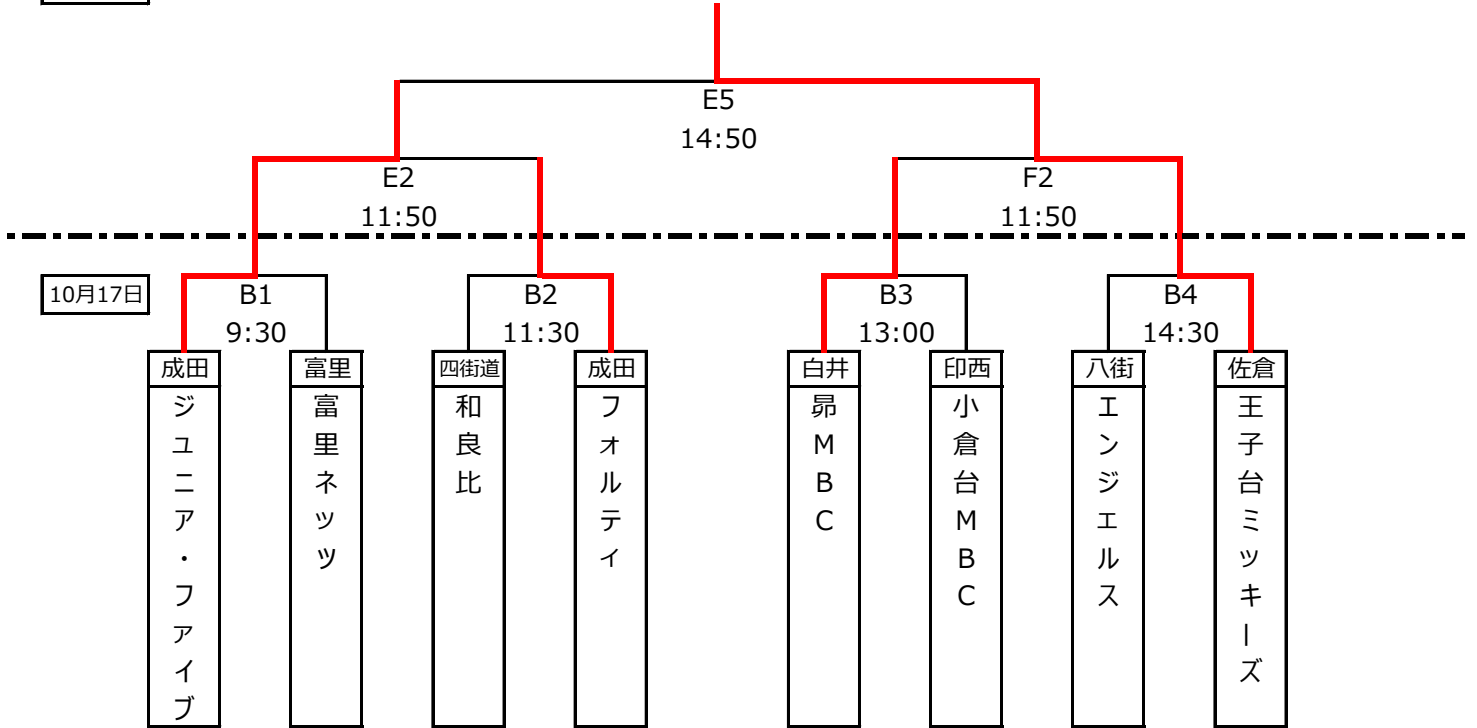 E5
14:50
E2
F2
11:50
11:50
10月17日
B1
B2
B3
B4
9:30
11:30
13:00
14:30
成田
富里
四街道
成田
白井
印西
八街
佐倉
ジュニア・ファイブ
富里ネッツ
和良比
フォルテイ
昴MBC
小倉台MBC
エンジェルス
王子台ミッキーズ